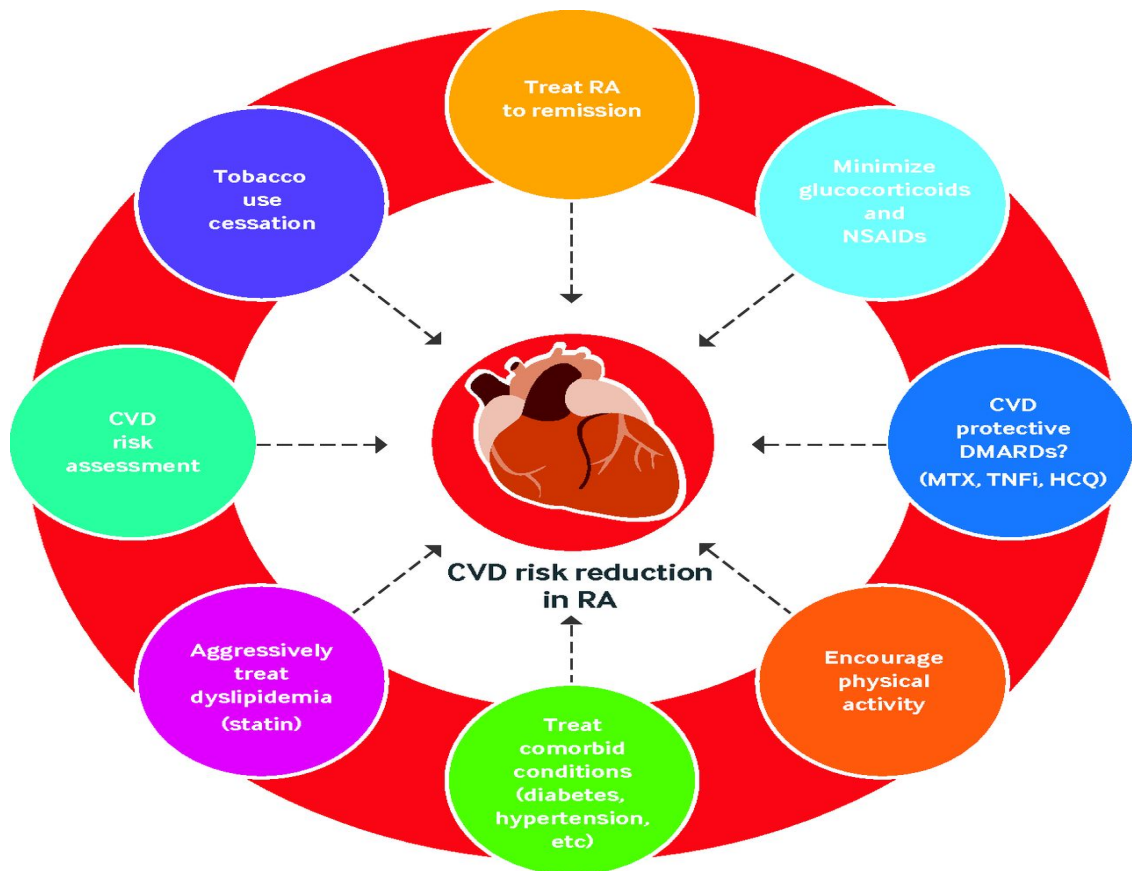 Treat RA
to remission
Minimize
glucocorticoids
and
NSAIDs
CVD
protective
DMARDs?
(MTX, TNFi, HCQ)
Encourage
physical
activity
Treat
comorbid
conditions
(diabetes,
hypertension,
etc)
Aggressively
treat
dyslipidemia
(statin)
CVD
risk
assessment
Tobacco
use
cessation
CVD risk reduction
in RA